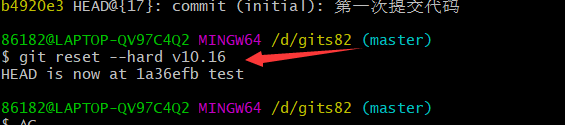 b4920e3 HEAD@{17}: commit (initial): 第一次提交代码
86182@LAPTOP-QV97C4Q2 MINGW64 /d/gits82 (master)
$ git reset --hard v10.16
HEAD is now at 1a36efb test
86182@LAPTOP-QV97C4Q2 MINGW64 /d/gits82 (master)
$ ^C